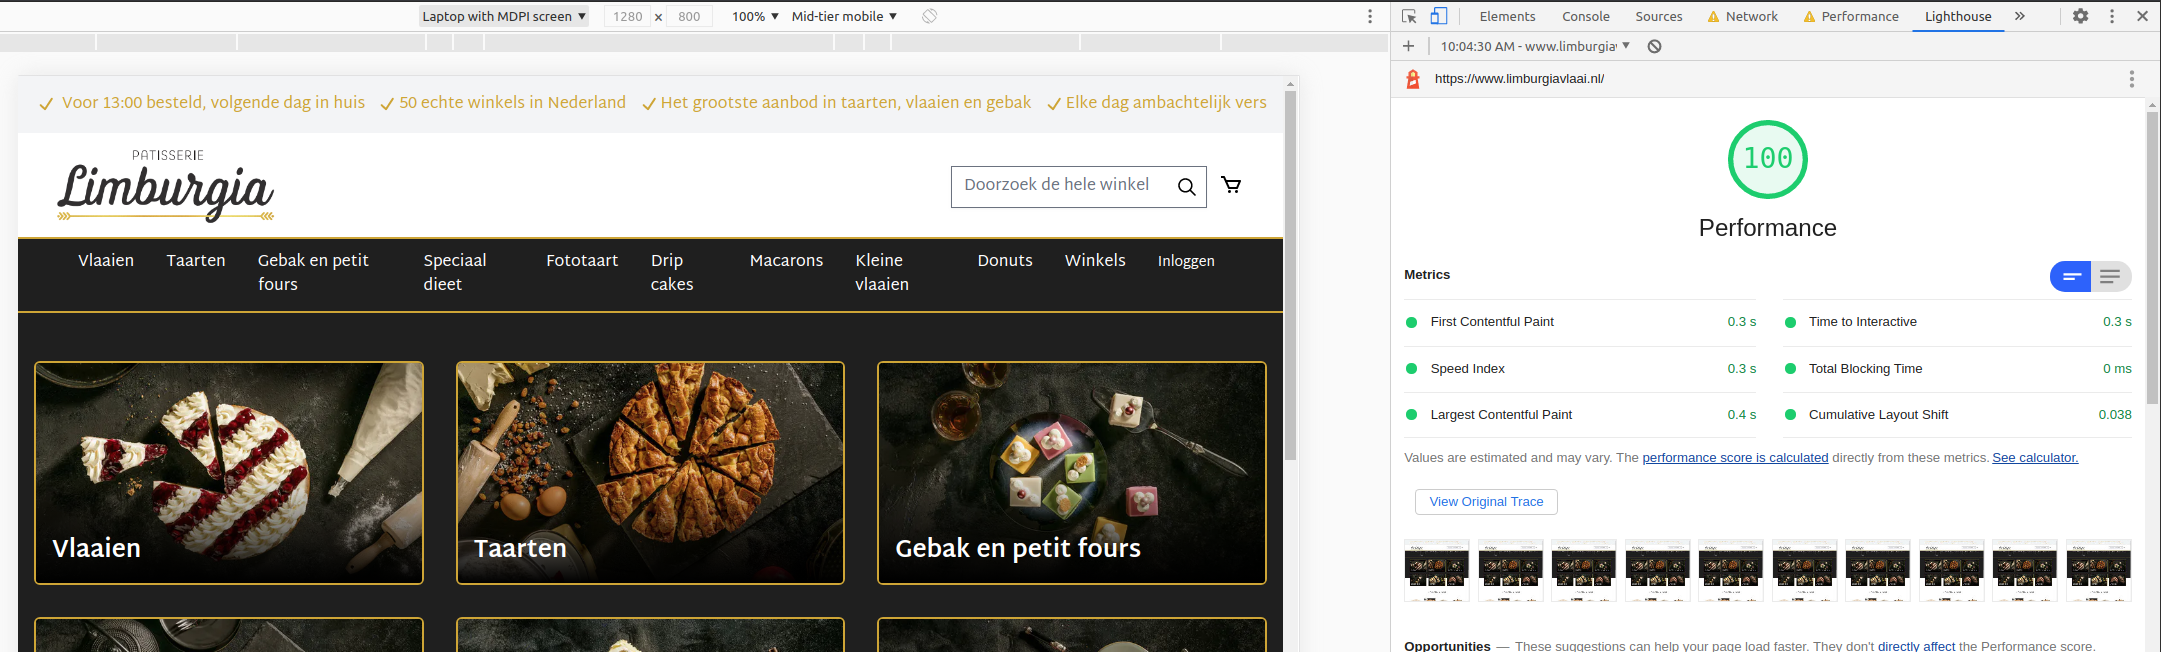 Laptop with MDPI screen ▼ 1280 × 800 100% ▼ Mid-tier mobile ▼
Voor 13:00 besteld, volgende dag in huis 50 echte winkels in Nederland Het grootste aanbod in taarten, vlaaien en gebak Elke dag ambachtelijk vers
PATISSERIE
Limburgia
Doorzoek de hele winkel
Vlaaien Taarten Gebak en petit fours Speciaal dieet Fototaart Drip cakes Macarons Kleine vlaaien Donuts Winkels Inloggen
Vlaaien
Taarten
Gebak en petit fours
Elements Console Sources Network Performance Lighthouse »
10:04:30 AM - www.limburgiav ▼
https://www.limburgiavlaai.nl/
100
Performance
Metrics
First Contentful Paint 0.3 s
Time to Interactive 0.3 s
Speed Index 0.3 s
Total Blocking Time 0 ms
Largest Contentful Paint 0.4 s
Cumulative Layout Shift 0.038
Values are estimated and may vary. The performance score is calculated directly from these metrics. See calculator.
View Original Trace
Opportunities — These suggestions can help your page load faster. They don't directly affect the Performance score.